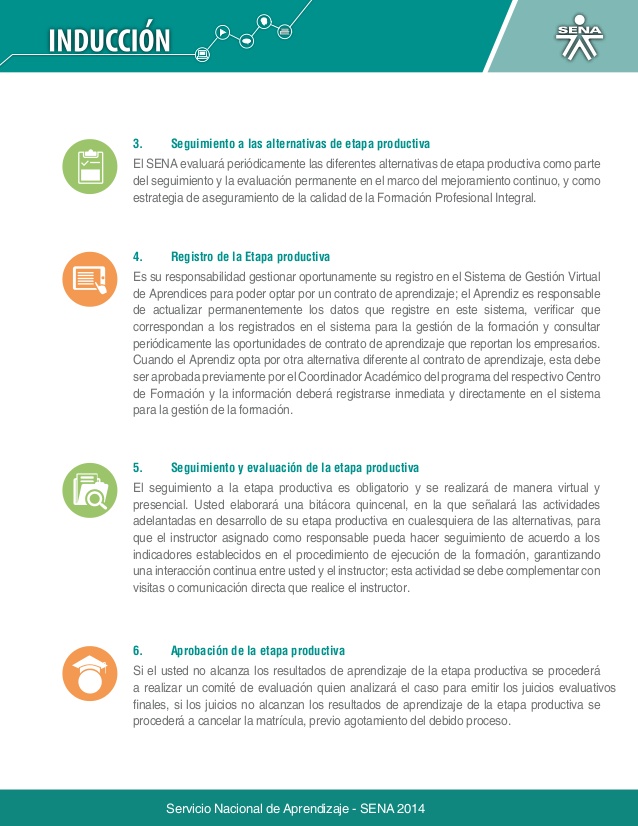 INDUCCIÓN
SENA
3. Seguimiento a las alternativas de etapa productiva
El SENA evaluará periódicamente las diferentes alternativas de etapa productiva como parte
del seguimiento y la evaluación permanente en el marco del mejoramiento continuo, y como
estrategia de aseguramiento de la calidad de la Formación Profesional Integral.
4. Registro de la Etapa productiva
Es su responsabilidad gestionar oportunamente su registro en el Sistema de Gestión Virtual
de Aprendices para poder optar por un contrato de aprendizaje; el Aprendiz es responsable
de actualizar permanentemente los datos que registre en este sistema, verificar que
correspondan a los registrados en el sistema para la gestión de la formación y consultar
periódicamente las oportunidades de contrato de aprendizaje que reportan los empresarios.
Cuando el Aprendiz opta por otra alternativa diferente al contrato de aprendizaje, esta debe
ser aprobada previamente por el Coordinador Académico del programa del respectivo Centro
de Formación y la información deberá registrarse inmediata y directamente en el sistema
para la gestión de la formación.
5. Seguimiento y evaluación de la etapa productiva
El seguimiento a la etapa productiva es obligatorio y se realizará de manera virtual y
presencial. Usted elaborará una bitácora quincenal, en la que señalará las actividades
adelantadas en desarrollo de su etapa productiva en cualesquiera de las alternativas, para
que el instructor asignado como responsable pueda hacer seguimiento de acuerdo a los
indicadores establecidos en el procedimiento de ejecución de la formación, garantizando
una interacción continua entre usted y el instructor; esta actividad se debe complementar con
visitas o comunicación directa que realice el instructor.
6. Aprobación de la etapa productiva
Si el usted no alcanza los resultados de aprendizaje de la etapa productiva se procederá
a realizar un comité de evaluación quien analizará el caso para emitir los juicios evaluativos
finales, si los juicios no alcanzan los resultados de aprendizaje de la etapa productiva se
procederá a cancelar la matrícula, previo agotamiento del debido proceso.
Servicio Nacional de Aprendizaje - SENA 2014